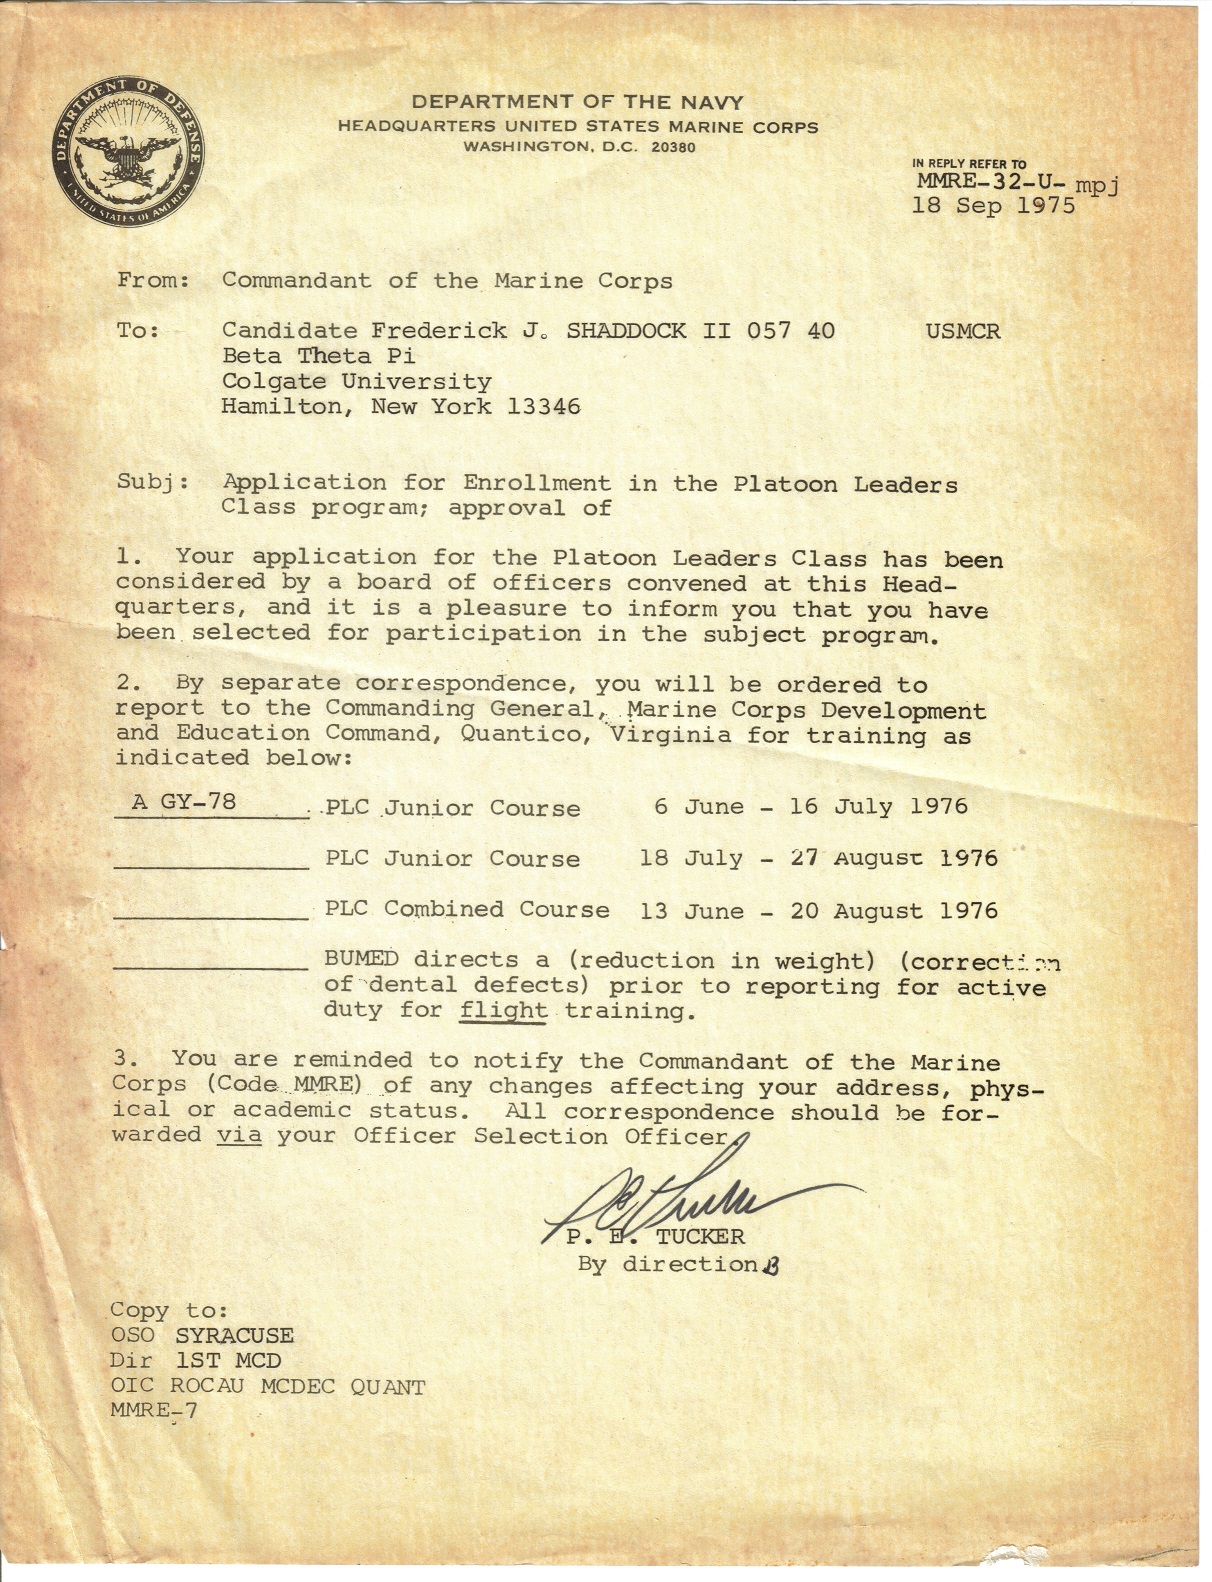 DEPARTMENT OF DEFENSE
UNITED STATES OF AMERICA
DEPARTMENT OF THE NAVY
HEADQUARTERS UNITED STATES MARINE CORPS
WASHINGTON, D.C. 20380
IN REPLY REFER TO
MMRE-32-U- mpj
18 Sep 1975
From: Commandant of the Marine Corps
To: Candidate Frederick J. SHADDOCK II 057 40 USMCR
Beta Theta Pi
Colgate University
Hamilton, New York 13346
Subj: Application for Enrollment in the Platoon Leaders
Class program; approval of
1. Your application for the Platoon Leaders Class has been
considered by a board of officers convened at this Head-
quarters, and it is a pleasure to inform you that you have
been selected for participation in the subject program.
2. By separate correspondence, you will be ordered to
report to the Commanding General, Marine Corps Development
and Education Command, Quantico, Virginia for training as
indicated below:
A GY-78 PLC Junior Course 6 June - 16 July 1976
PLC Junior Course 18 July - 27 August 1976
PLC Combined Course 13 June - 20 August 1976
BUMED directs a (reduction in weight) (correction
of dental defects) prior to reporting for active
duty for flight training.
3. You are reminded to notify the Commandant of the Marine
Corps (Code MMRE) of any changes affecting your address, phys-
ical or academic status. All correspondence should be for-
warded via your Officer Selection Officer.
P E Tucker
P. E. TUCKER
By direction
Copy to:
OSO SYRACUSE
Dir 1ST MCD
OIC ROCAU MCDEC QUANT
MMRE-7